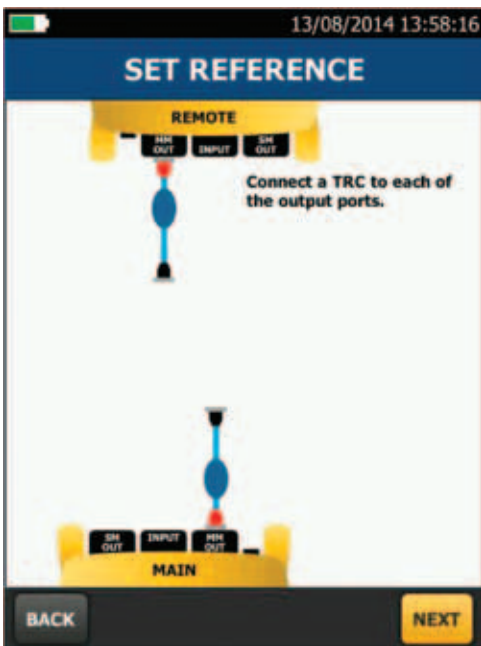 13/08/2014 13:58:16
SET REFERENCE
REMOTE
MM
OUT
INPUT
SM
OUT
Connect a TRC to each of
the output ports.
SM
OUT
INPUT
MM
OUT
MAIN
BACK
NEXT